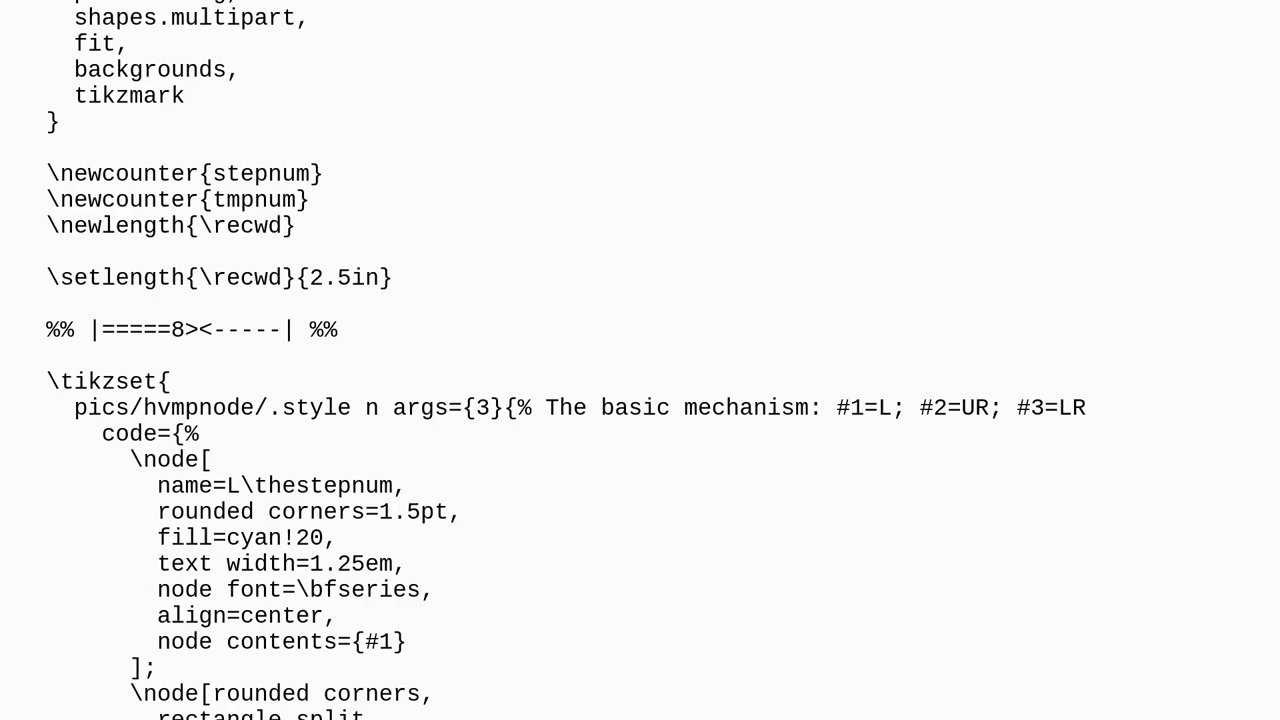 shapes.multipart,
fit,
backgrounds,
tikzmark
}
\newcounter{stepnum}
\newcounter{tmpnum}
\newlength{\recwd}
\setlength{\recwd}{2.5in}
%% |=====8><-----| %%
\tikzset{
pics/hvmpnode/.style n args={3}{% The basic mechanism: #1=L; #2=UR; #3=LR
code={%
\node[
name=L\thestepnum,
rounded corners=1.5pt,
fill=cyan!20,
text width=1.25em,
node font=\bfseries,
align=center,
node contents={#1}
];
\node[rounded corners,
rectangle split,